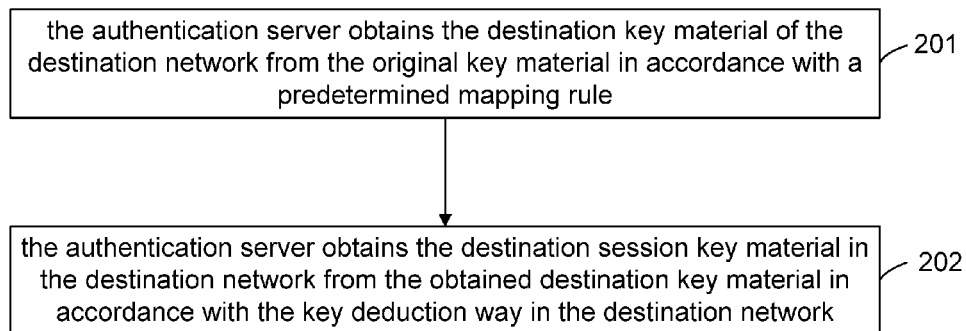 the authentication server obtains the destination key material of the
destination network from the original key material in accordance with a
predetermined mapping rule
201
the authentication server obtains the destination session key material in
the destination network from the obtained destination key material in
accordance with the key deduction way in the destination network
202